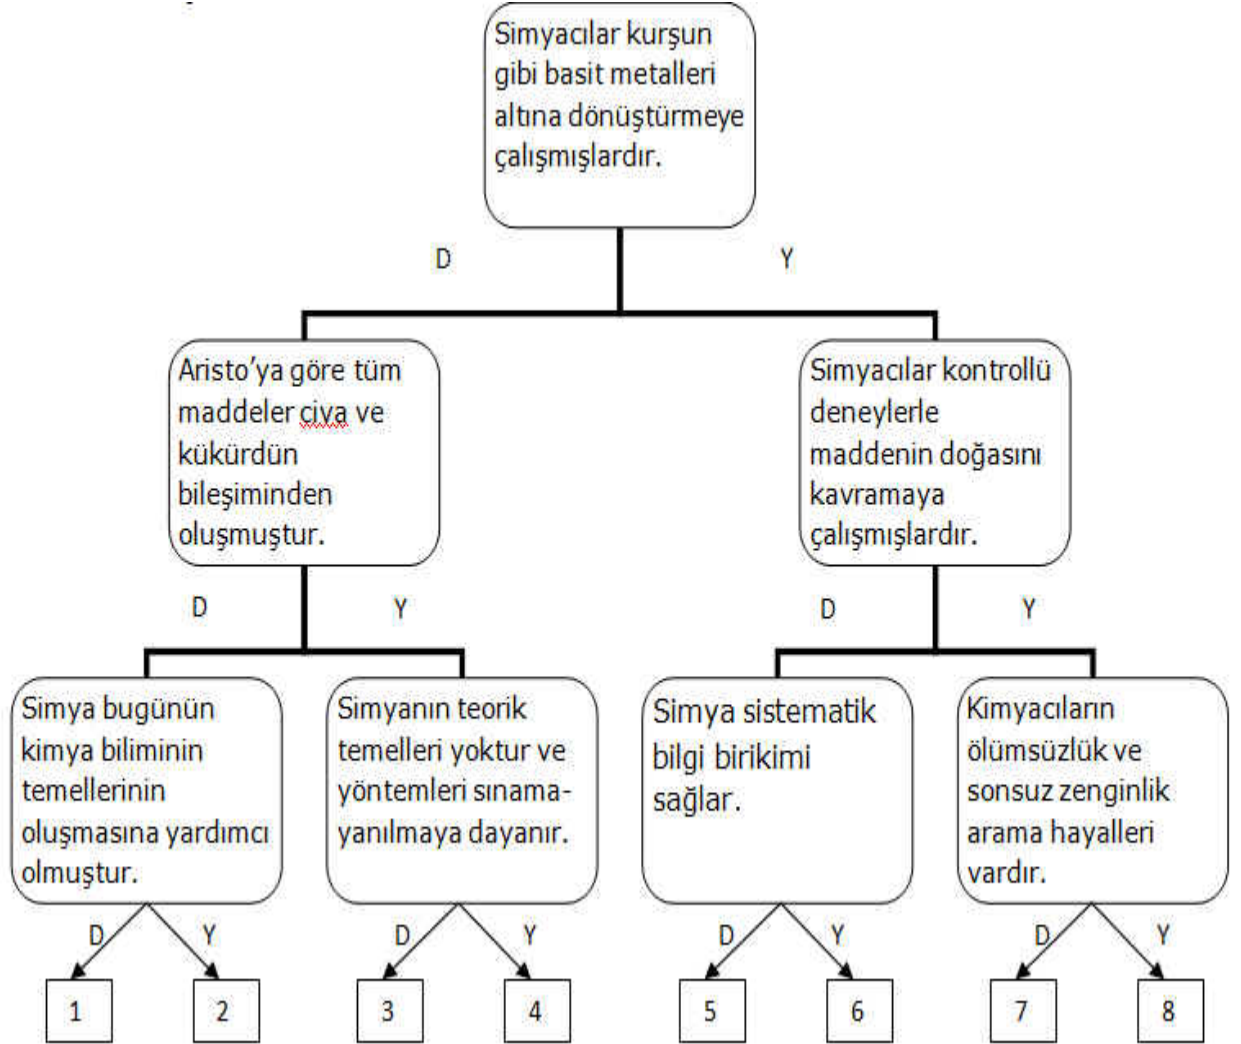 Simyacılar kurşun
gibi basit metalleri
altına dönüştürmeye
çalışmışlardır.
D
Y
Aristo'ya göre tüm
maddeler civa ve
kükürdün
bileşiminden
oluşmuştur.
Simyacılar kontrollü
deneylerle
maddenin doğasını
kavramaya
çalışmışlardır.
D
Y
D
Y
Simya bugünün
kimya biliminin
temellerinin
oluşmasına yardımcı
olmuştur.
Simyanın teorik
temelleri yoktur ve
yöntemleri sınama-
yanılmaya dayanır.
Simya sistematik
bilgi birikimi
sağlar.
Kimyacıların
ölümsüzlük ve
sonsuz zenginlik
arama hayalleri
vardır.
D
Y
D
Y
D
Y
D
Y
1
2
3
4
5
6
7
8